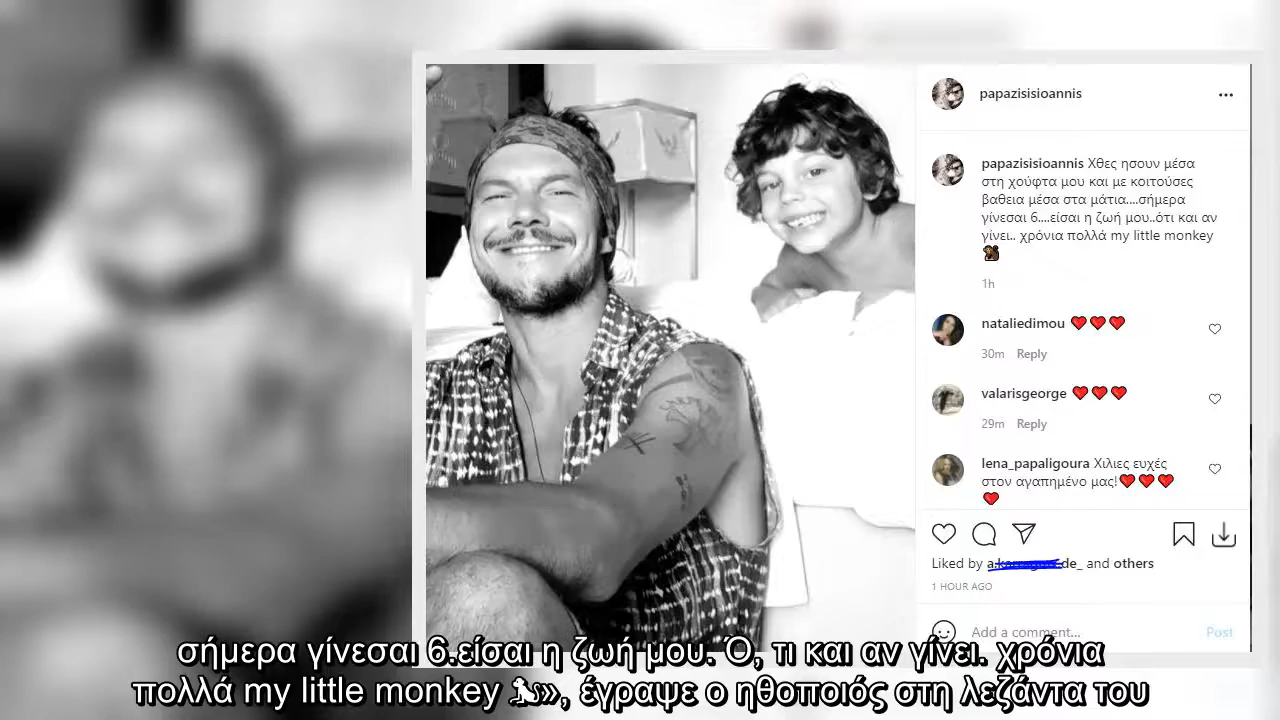 papazisisioannis
papazisisioannis Χθες ησουν μέσα
στη χούφτα μου και με κοιτούσες
βαθεια μέσα στα μάτια....σήμερα
γίνεσαι 6....είσαι η ζωή μου..ότι και αν
γίνει.. χρόνια πολλά my little monkey
🐒
1h
nataliedimou ❤❤❤
30m Reply
valarisgeorge ❤❤❤
29m Reply
lena_papaligoura Χιλιες ευχές
στον αγαπημένο μας!❤❤❤
❤
Liked by de_ and others
1 HOUR AGO
Add a comment... Post
σήμερα γίνεσαι 6.είσαι η ζωή μου. Ό, τι και αν γίνει. χρόνια
πολλά my little monkey 🐒», έγραψε ο ηθοποιός στη λεζάντα του